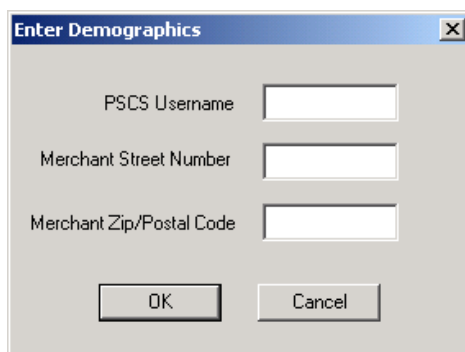 Enter Demographics
PSCS Username
Merchant Street Number
Merchant Zip/Postal Code
OK
Cancel